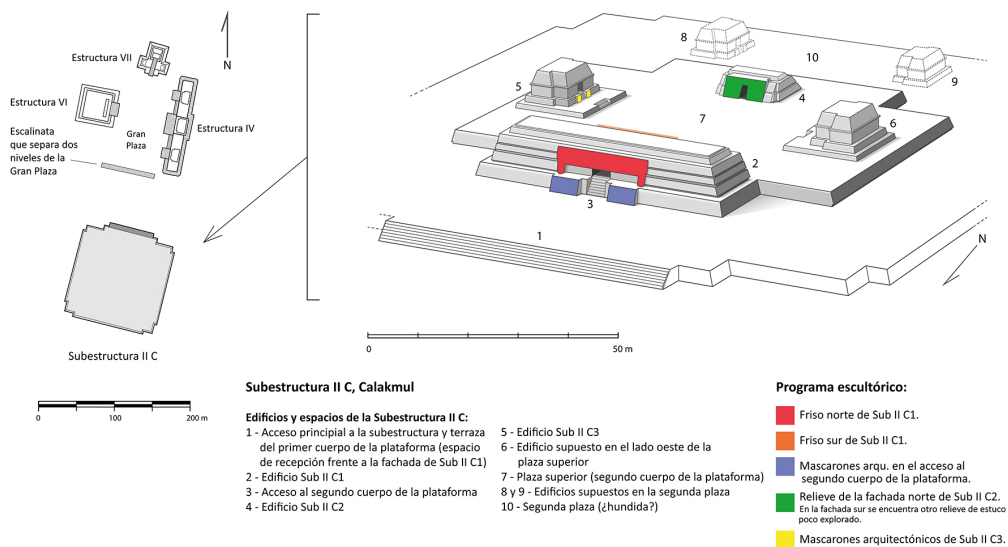 Estructura VII
N
Estructura VI
Estructura IV
Escalinata
que separa dos
niveles de la
Gran Plaza
Gran
Plaza
Subestructura II C
0
100
200 m
8
10
9
5
4
7
6
2
3
1
N
0
50 m
Subestructura II C, Calakmul
Edificios y espacios de la Subestructura II C:
1 - Acceso principial a la substructura y terraza
del primer cuerpo de la plataforma (espacio
de recepción frente a la fachada de Sub II C1)
2 - Edificio Sub II C1
3 - Acceso al segundo cuerpo de la plataforma
4 - Edificio Sub II C2
5 - Edificio Sub II C3
6 - Edificio supuesto en el lado oeste de la
plaza superior
7 - Plaza superior (segundo cuerpo de la plataforma)
8 y 9 - Edificios supuestos en la segunda plaza
10 - Segunda plaza (¿hundida?)
Programa escultórico:
Friso norte de Sub II C1.
Friso sur de Sub II C1.
Mascarones arqu. en el acceso al
segundo cuerpo de la plataforma.
Relieve de la fachada norte de Sub II C2.
En la fachada sur se encuentra otro relieve de estuco
poco explorado.
Mascarones arquitectónicos de Sub II C3.